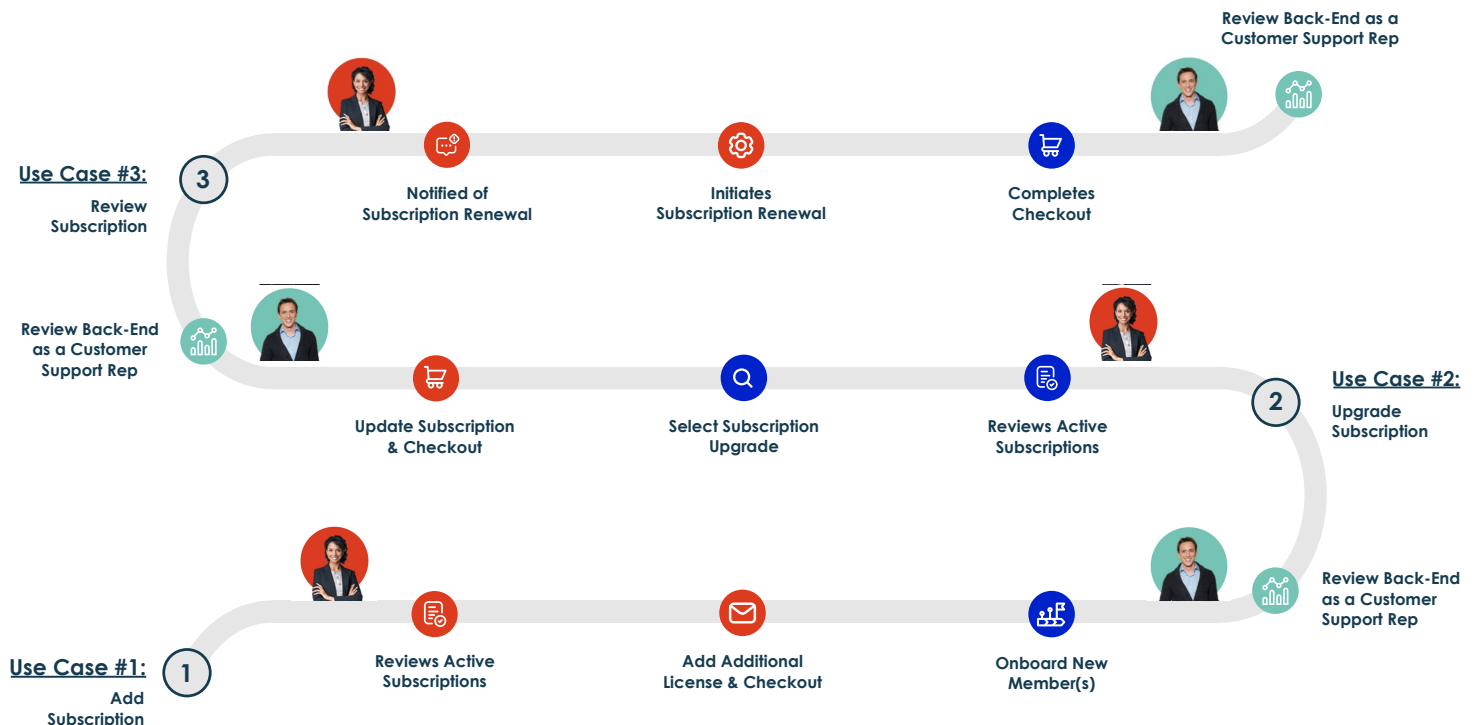 Review Back-End as a
Customer Support Rep
Use Case #3:
3
Review
Subscription
Notified of
Subscription Renewal
Initiates
Subscription Renewal
Completes
Checkout
Review Back-End
as a Customer
Support Rep
Update Subscription
& Checkout
Select Subscription
Upgrade
Reviews Active
Subscriptions
2
Use Case #2:
Upgrade
Subscription
Use Case #1:
1
Add
Subscription
Reviews Active
Subscriptions
Add Additional
License & Checkout
Onboard New
Member(s)
Review Back-End
as a Customer
Support Rep